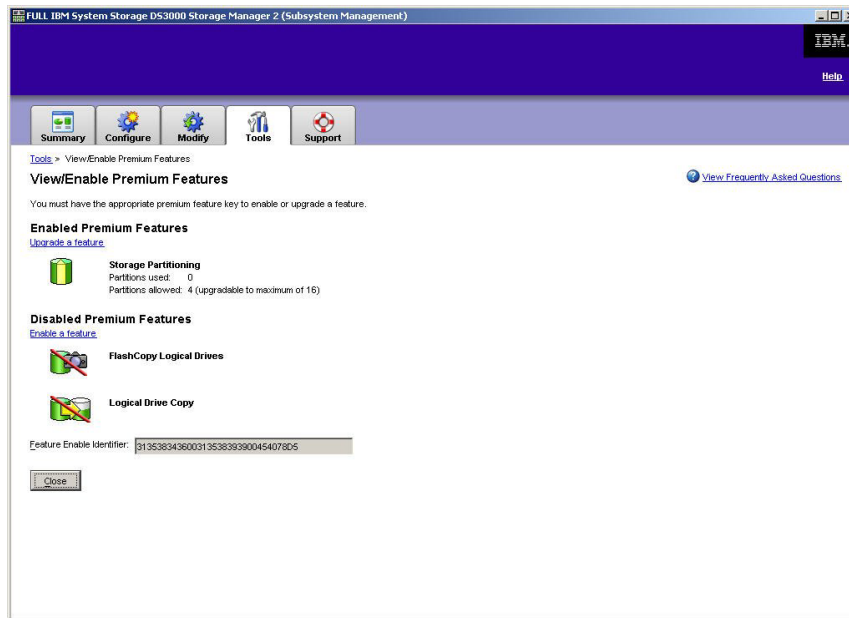 FULL IBM System Storage DS3000 Storage Manager 2 (Subsystem Management)
IBM
Help
Summary Configure Modify Tools Support
Tools > View/Enable Premium Features
View/Enable Premium Features
View Frequently Asked Questions
You must have the appropriate premium feature key to enable or upgrade a feature.
Enabled Premium Features
Upgrade a feature
Storage Partitioning
Partitions used: 0
Partitions allowed: 4 (upgradable to maximum of 16)
Disabled Premium Features
Enable a feature
FlashCopy Logical Drives
Logical Drive Copy
Feature Enable Identifier: 31353834360031353839393900454078D5
Close